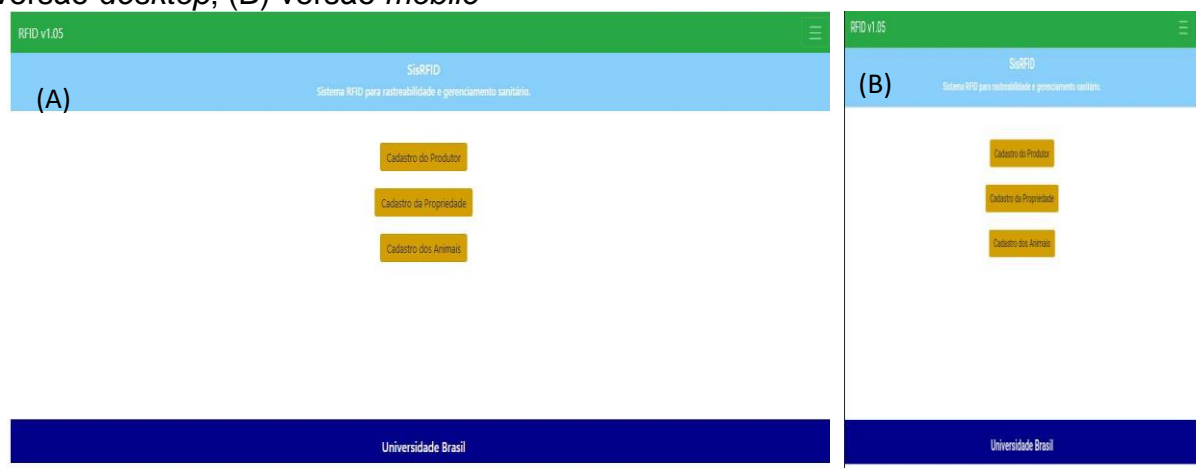 versão desktop; (B) versão mobile
RFID v1.05
SisRFID
Sistema RFID para rastreabilidade e gerenciamento sanitário.
(A)
Cadastro do Produtor
Cadastro da Propriedade
Cadastro dos Animais
Universidade Brasil
RFID v1.05
SisRFID
Sistema RFID para rastreabilidade e gerenciamento sanitário.
(B)
Cadastro do Produtor
Cadastro da Propriedade
Cadastro dos Animais
Universidade Brasil